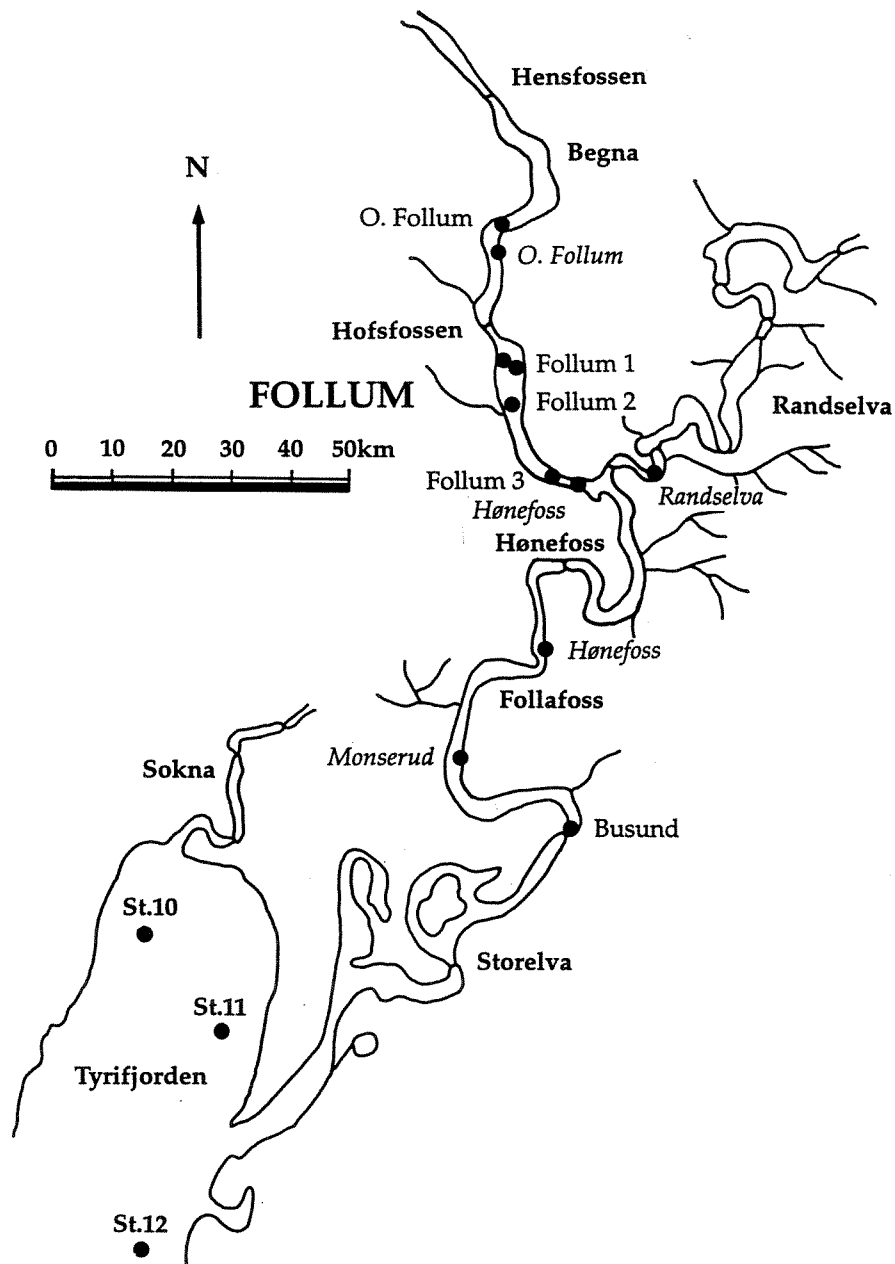 Hensfossen
Begna
N
O. Follum
O. Follum
Hofsfossen
Follum 1
FOLLUM
Follum 2
Randselva
0 10 20 30 40 50km
Follum 3
Randselva
Hønefoss
Hønefoss
Hønefoss
Follafoss
Monserud
Sokna
Busund
St.10
Storelva
St.11
Tyrifjorden
St.12